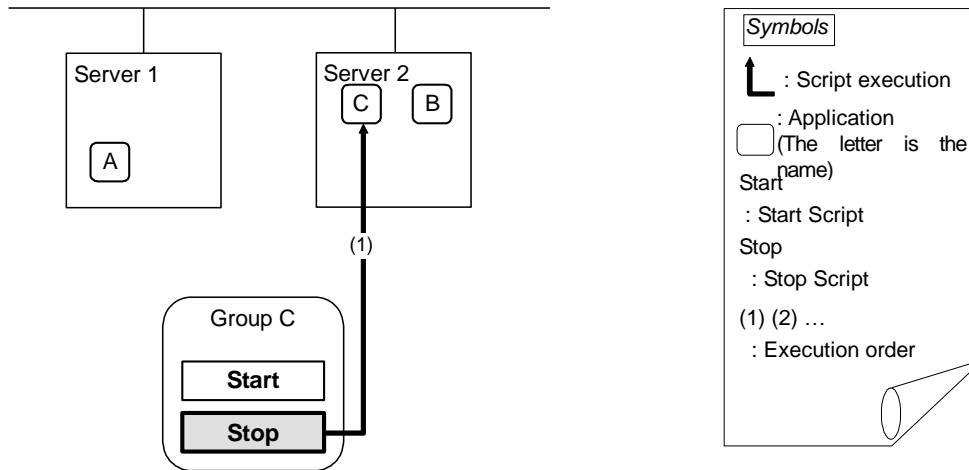 Server 1
A
Server 2
C
B
(1)
Group C
Start
Stop
Symbols
: Script execution
: Application
(The letter is the
name)
Start
: Start Script
Stop
: Stop Script
(1) (2) …
: Execution order